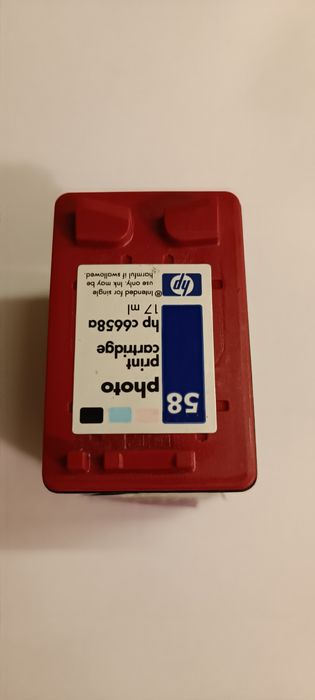 58
photo
print
cartridge
hp c6658a
17 ml
® Intended for single
use only. Ink may be
harmful if swallowed.
hp